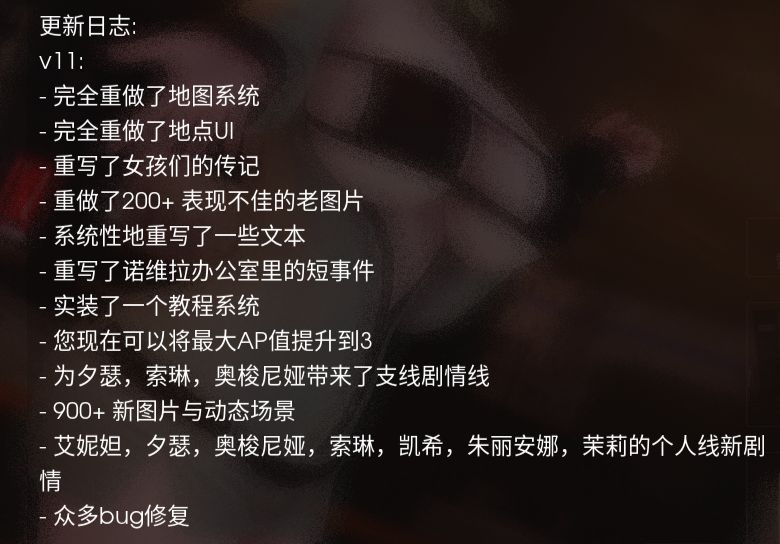 更新日志:
v11:
- 完全重做了地图系统
- 完全重做了地点UI
- 重写了女孩们的传记
- 重做了200+ 表现不佳的老图片
- 系统性地重写了一些文本
- 重写了诺维拉办公室里的短事件
- 实装了一个教程系统
- 您现在可以将最大AP值提升到3
- 为夕瑟，索琳，奥梭尼娅带来了支线剧情线
- 900+ 新图片与动态场景
- 艾妮妲，夕瑟，奥梭尼娅，索琳，凯希，朱丽安娜，茉莉的个人线新剧
情
- 众多bug修复